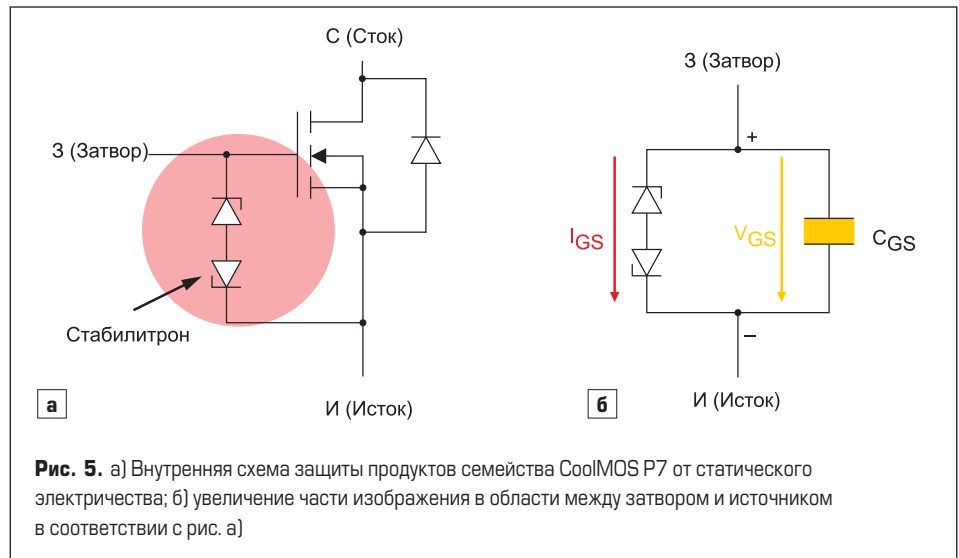 С (Сток)
З (Затвор)
Стабилитрон
И (Исток)
а
З (Затвор)
+
IGS
VGS
CGS
–
И (Исток)
б
Рис. 5. а) Внутренняя схема защиты продуктов семейства CoolMOS P7 от статического
электричества; б) увеличение части изображения в области между затвором и источником
в соответствии с рис. а)